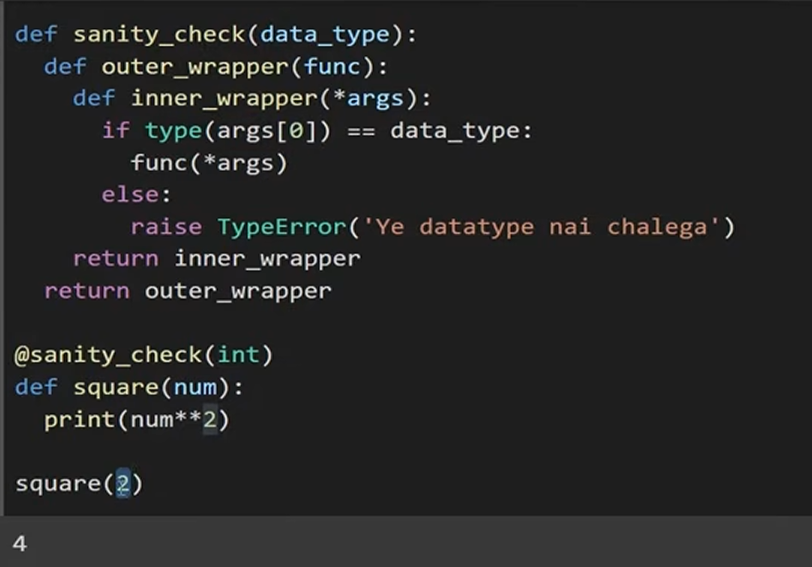 def sanity_check(data_type):
  def outer_wrapper(func):
    def inner_wrapper(*args):
      if type(args[0]) == data_type:
        func(*args)
      else:
        raise TypeError('Ye datatype nai chalega')
    return inner_wrapper
  return outer_wrapper

@sanity_check(int)
def square(num):
  print(num**2)

square(2)
4